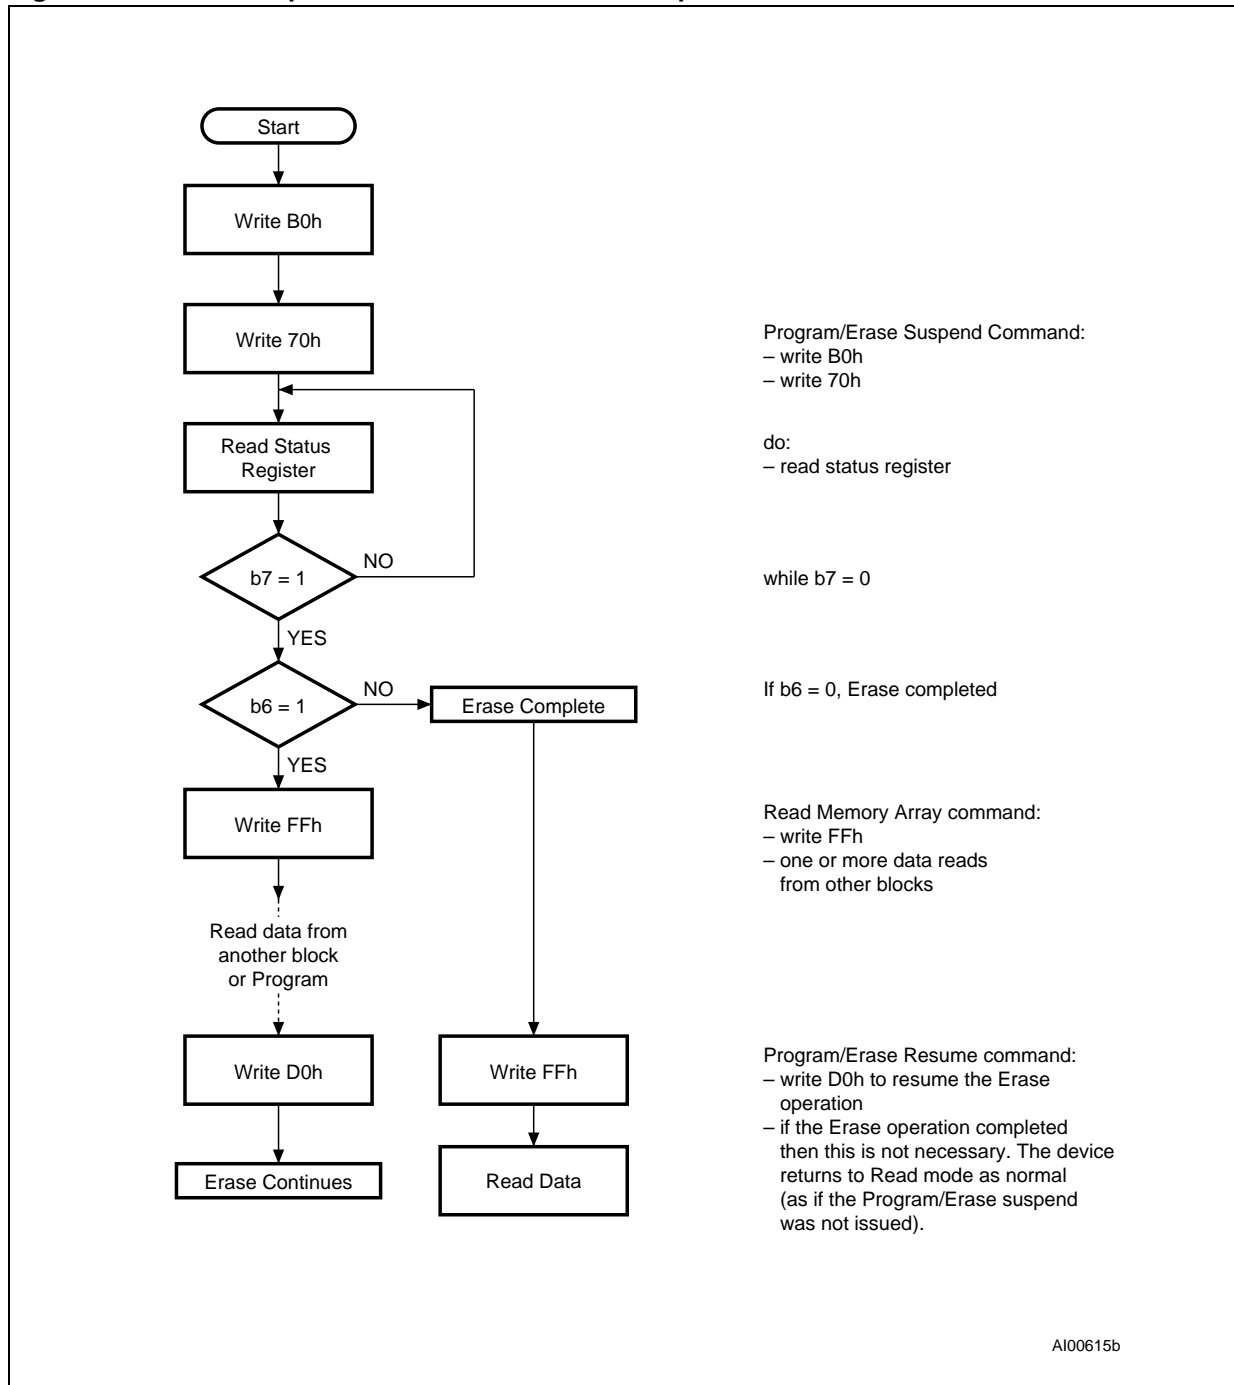 Start
Write B0h
Write 70h
Program/Erase Suspend Command:
– write B0h
– write 70h
Read Status
Register
do:
– read status register
NO
b7 = 1
while b7 = 0
YES
NO
b6 = 1
Erase Complete
If b6 = 0, Erase completed
YES
Write FFh
Read Memory Array command:
– write FFh
– one or more data reads
from other blocks
Read data from
another block
or Program
Write D0h
Write FFh
Program/Erase Resume command:
– write D0h to resume the Erase
operation
– if the Erase operation completed
then this is not necessary. The device
returns to Read mode as normal
(as if the Program/Erase suspend
was not issued).
Erase Continues
Read Data
AI00615b